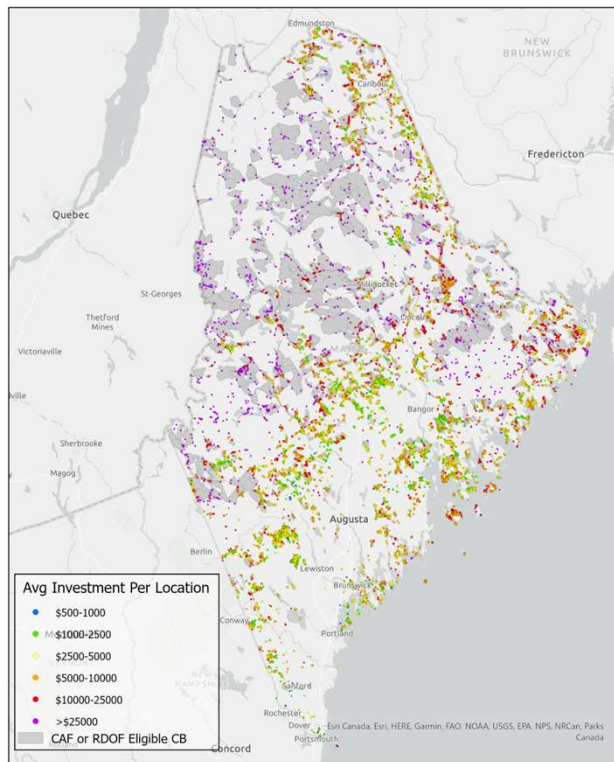 Edmundston
NEW
BRUNSWICK
Caribou
Fredericton
Quebec
St-Georges
Millinocket
Thetford
Mines
Lincoln
Victoriaville
MAINE
Bangor
Sherbrooke
Magog
Augusta
Berlin
Lewiston
Brunswick
Conway
Portland
Sanford
Rochester
Dover
Portsmouth
Concord
Avg Investment Per Location
$500-1000
$1000-2500
$2500-5000
$5000-10000
$10000-25000
>$25000
CAF or RDOF Eligible CB
Esri Canada, Esri, HERE, Garmin, FAO, NOAA, USGS, EPA, NPS, NRCan, Parks
Canada